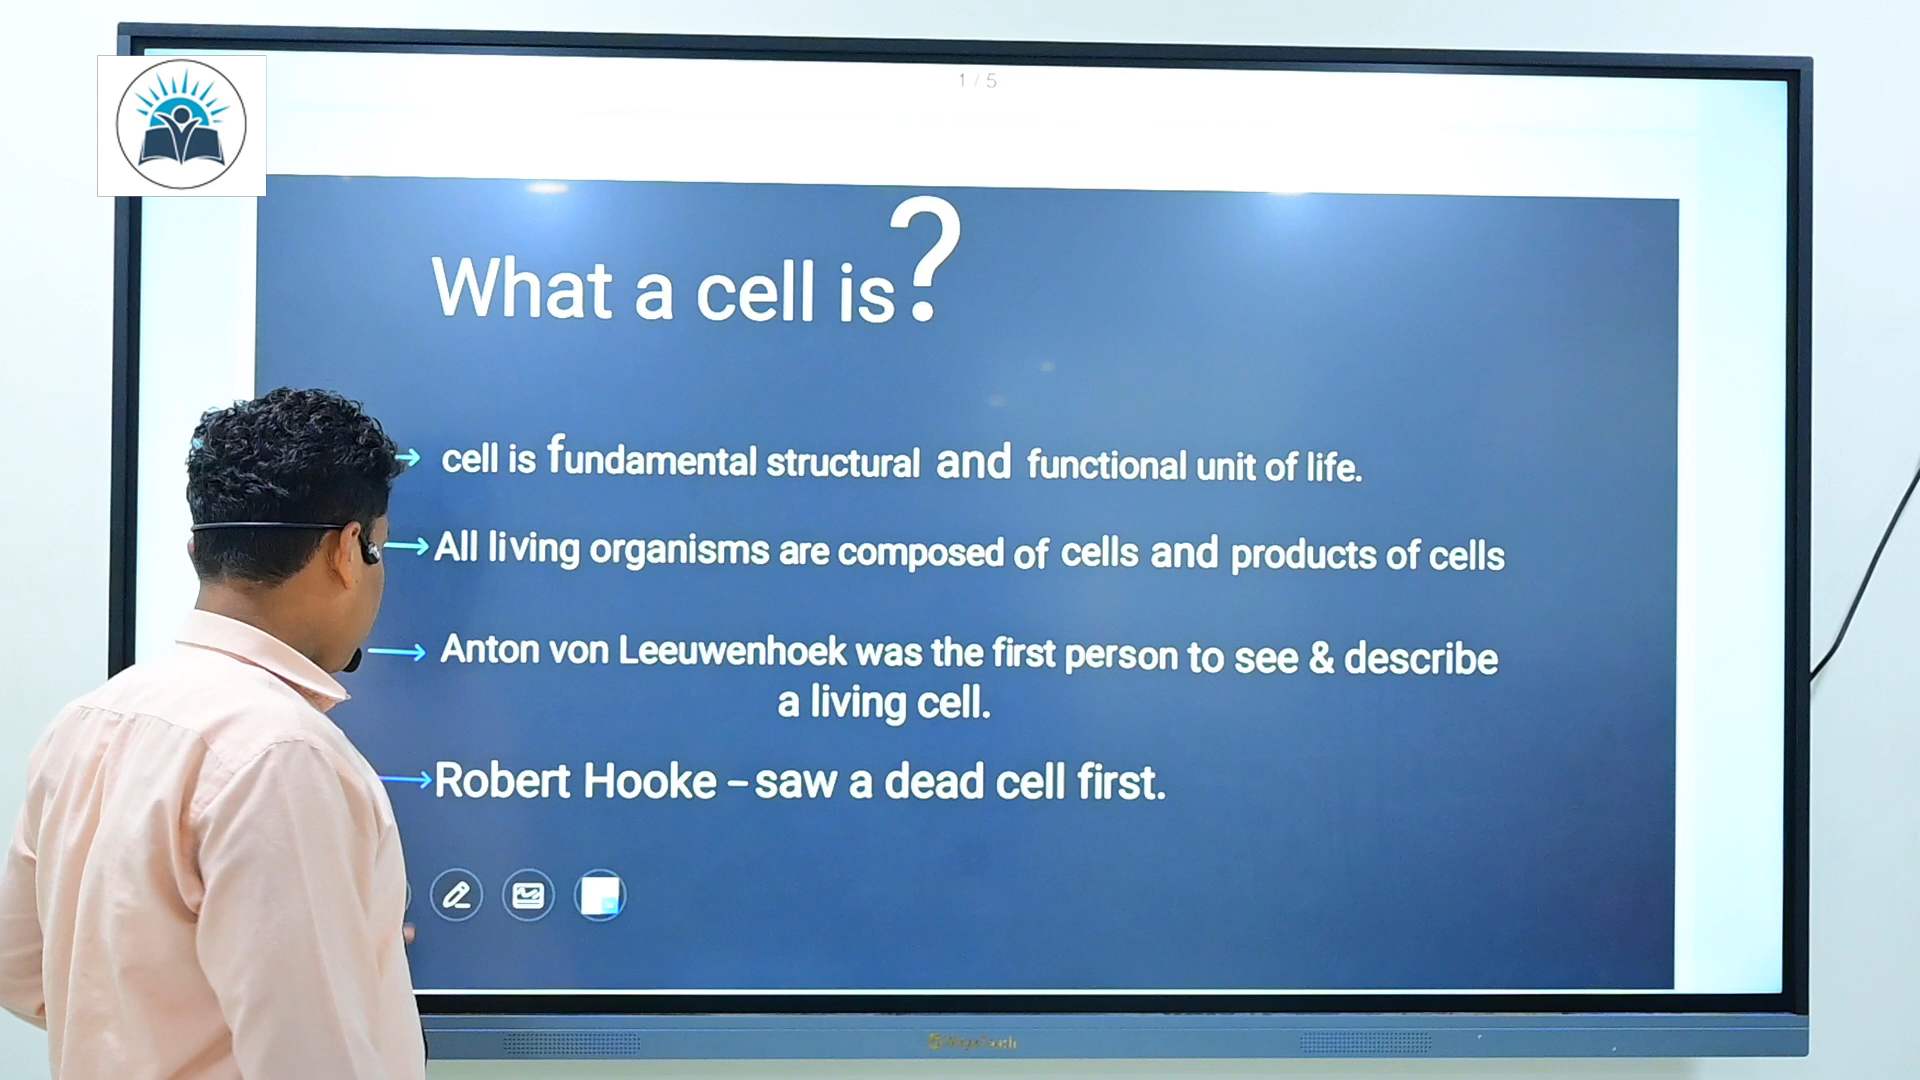 1 / 5
What a cell is?
→ cell is fundamental structural and functional unit of life.
→ All living organisms are composed of cells and products of cells
→ Anton von Leeuwenhoek was the first person to see & describe
a living cell.
→ Robert Hooke – saw a dead cell first.